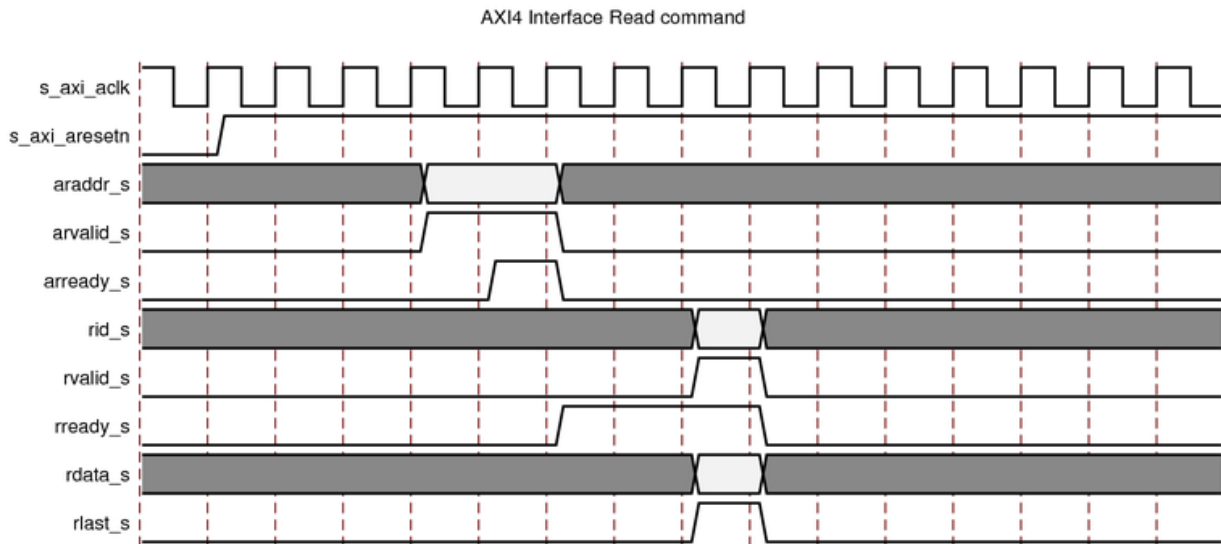 AXI4 Interface Read command
s_axi_aclk
s_axi_aresetn
araddr_s
arvalid_s
arready_s
rid_s
rvalid_s
rready_s
rdata_s
rlast_s